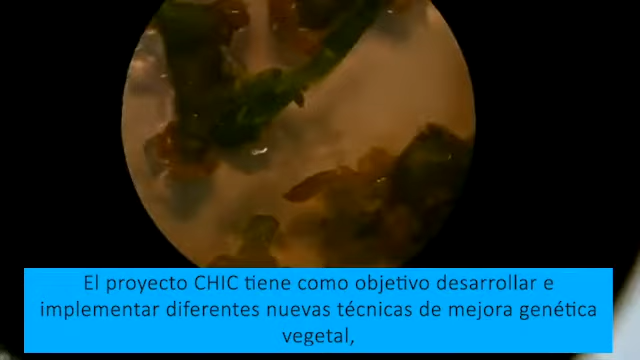 El proyecto CHIC tiene como objetivo desarrollar e
implementar diferentes nuevas técnicas de mejora genética
vegetal,